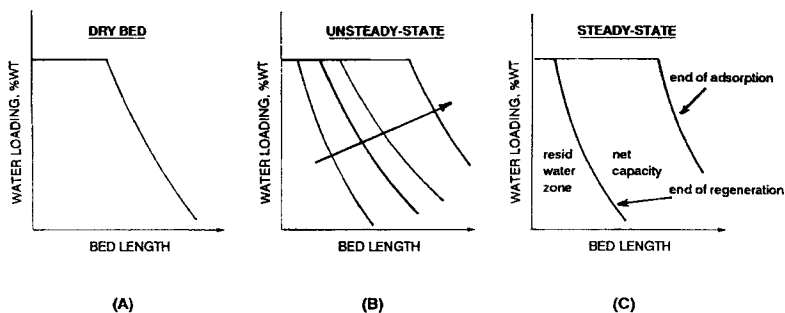 DRY BED
UNSTEADY-STATE
STEADY-STATE
WATER LOADING, %WT
WATER LOADING, %WT
WATER LOADING, %WT
end of adsorption
resid
water
zone
net
capacity
end of regeneration
BED LENGTH
BED LENGTH
BED LENGTH
(A)
(B)
(C)